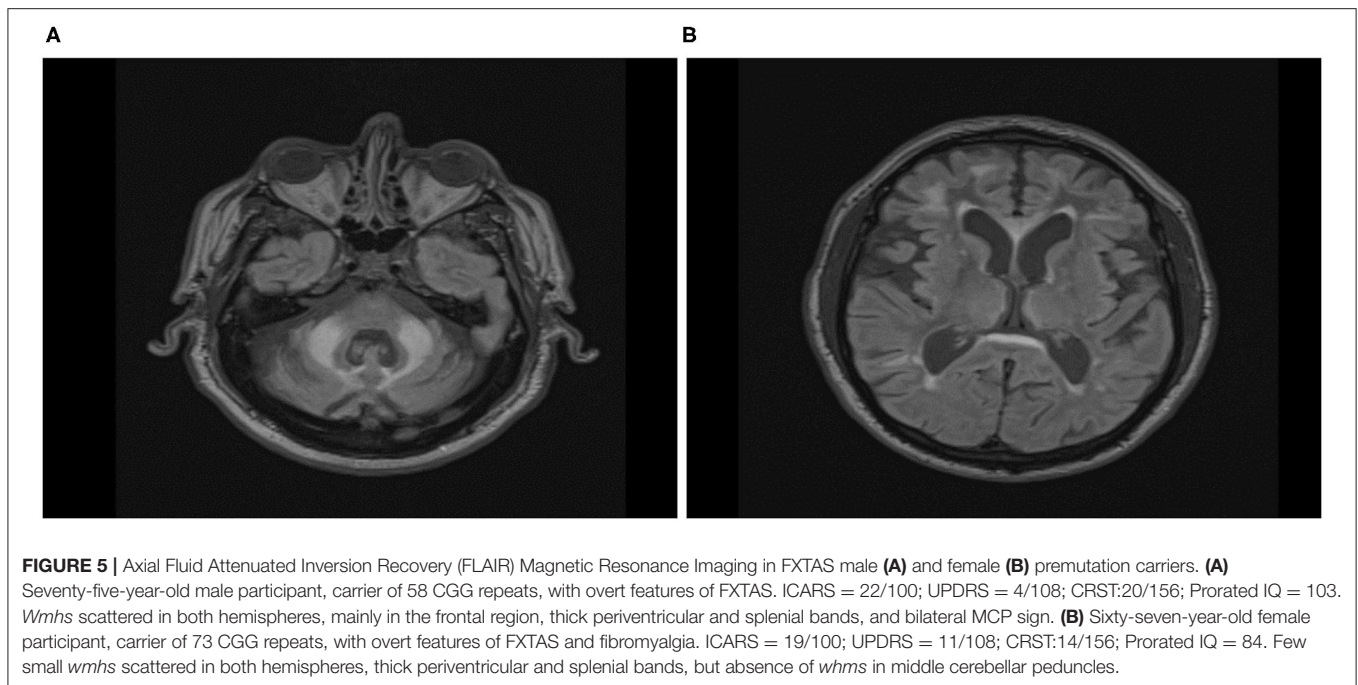 A
B
FIGURE 5 | Axial Fluid Attenuated Inversion Recovery (FLAIR) Magnetic Resonance Imaging in FXTAS male (A) and female (B) premutation carriers. (A)
Seventy-five-year-old male participant, carrier of 58 CGG repeats, with overt features of FXTAS. ICARS = 22/100; UPDRS = 4/108; CRST:20/156; Prorated IQ = 103.
Wmhs scattered in both hemispheres, mainly in the frontal region, thick periventricular and splenial bands, and bilateral MCP sign. (B) Sixty-seven-year-old female
participant, carrier of 73 CGG repeats, with overt features of FXTAS and fibromyalgia. ICARS = 19/100; UPDRS = 11/108; CRST:14/156; Prorated IQ = 84. Few
small wmhs scattered in both hemispheres, thick periventricular and splenial bands, but absence of whms in middle cerebellar peduncles.